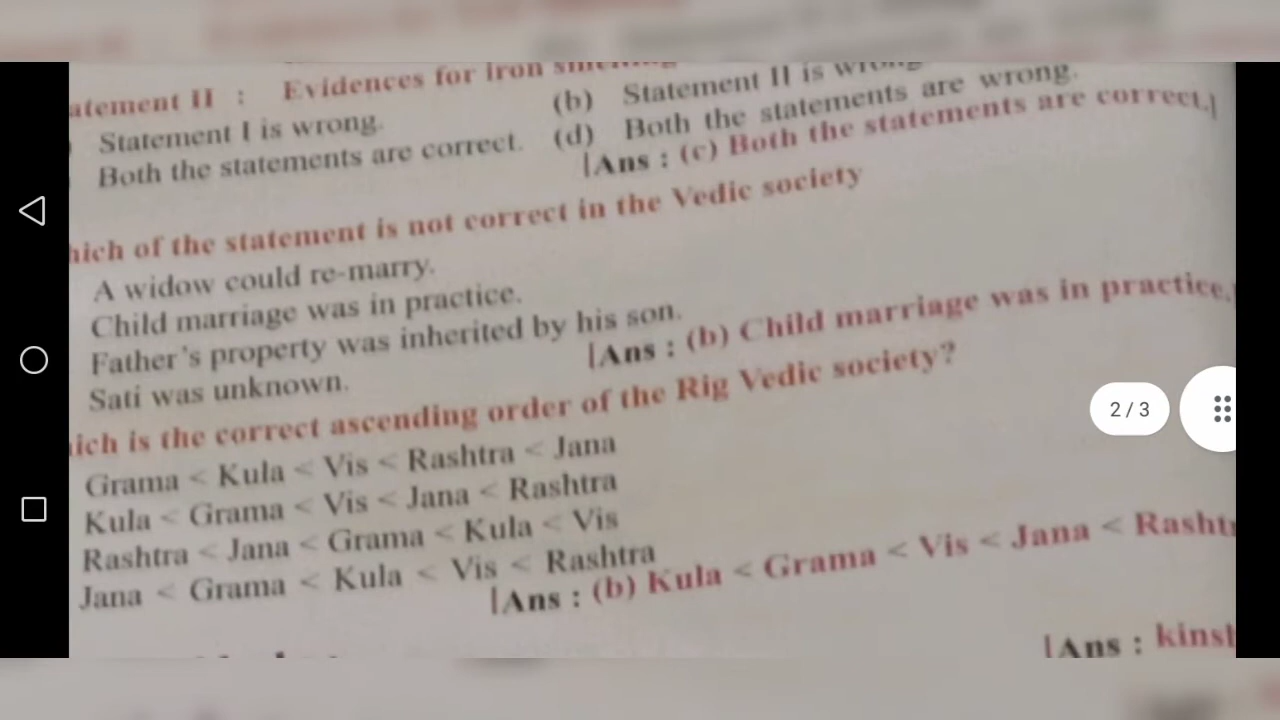 atement II : Evidences for iron smelting
Statement I is wrong. (b) Statement II is wrong
Both the statements are correct. (d) Both the statements are wrong.
[Ans : (c) Both the statements are correct.]
hich of the statement is not correct in the Vedic society
A widow could re-marry.
Child marriage was in practice.
Father's property was inherited by his son.
Sati was unknown. [Ans : (b) Child marriage was in practice.]
ich is the correct ascending order of the Rig Vedic society?
Grama < Kula < Vis < Rashtra < Jana
Kula < Grama < Vis < Jana < Rashtra
Rashtra < Jana < Grama < Kula < Vis
Jana < Grama < Kula < Vis < Rashtra
[Ans : (b) Kula < Grama < Vis < Jana < Rasht
[Ans : kins
2 / 3